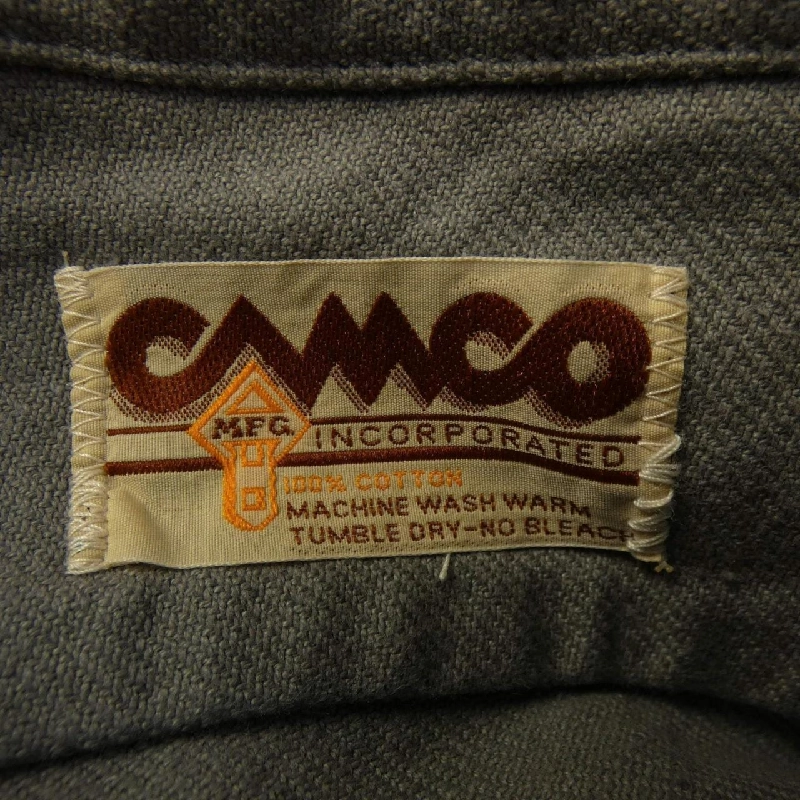 CAMCO
MFG. INCORPORATED
100% COTTON
MACHINE WASH WARM
TUMBLE DRY-NO BLEACH